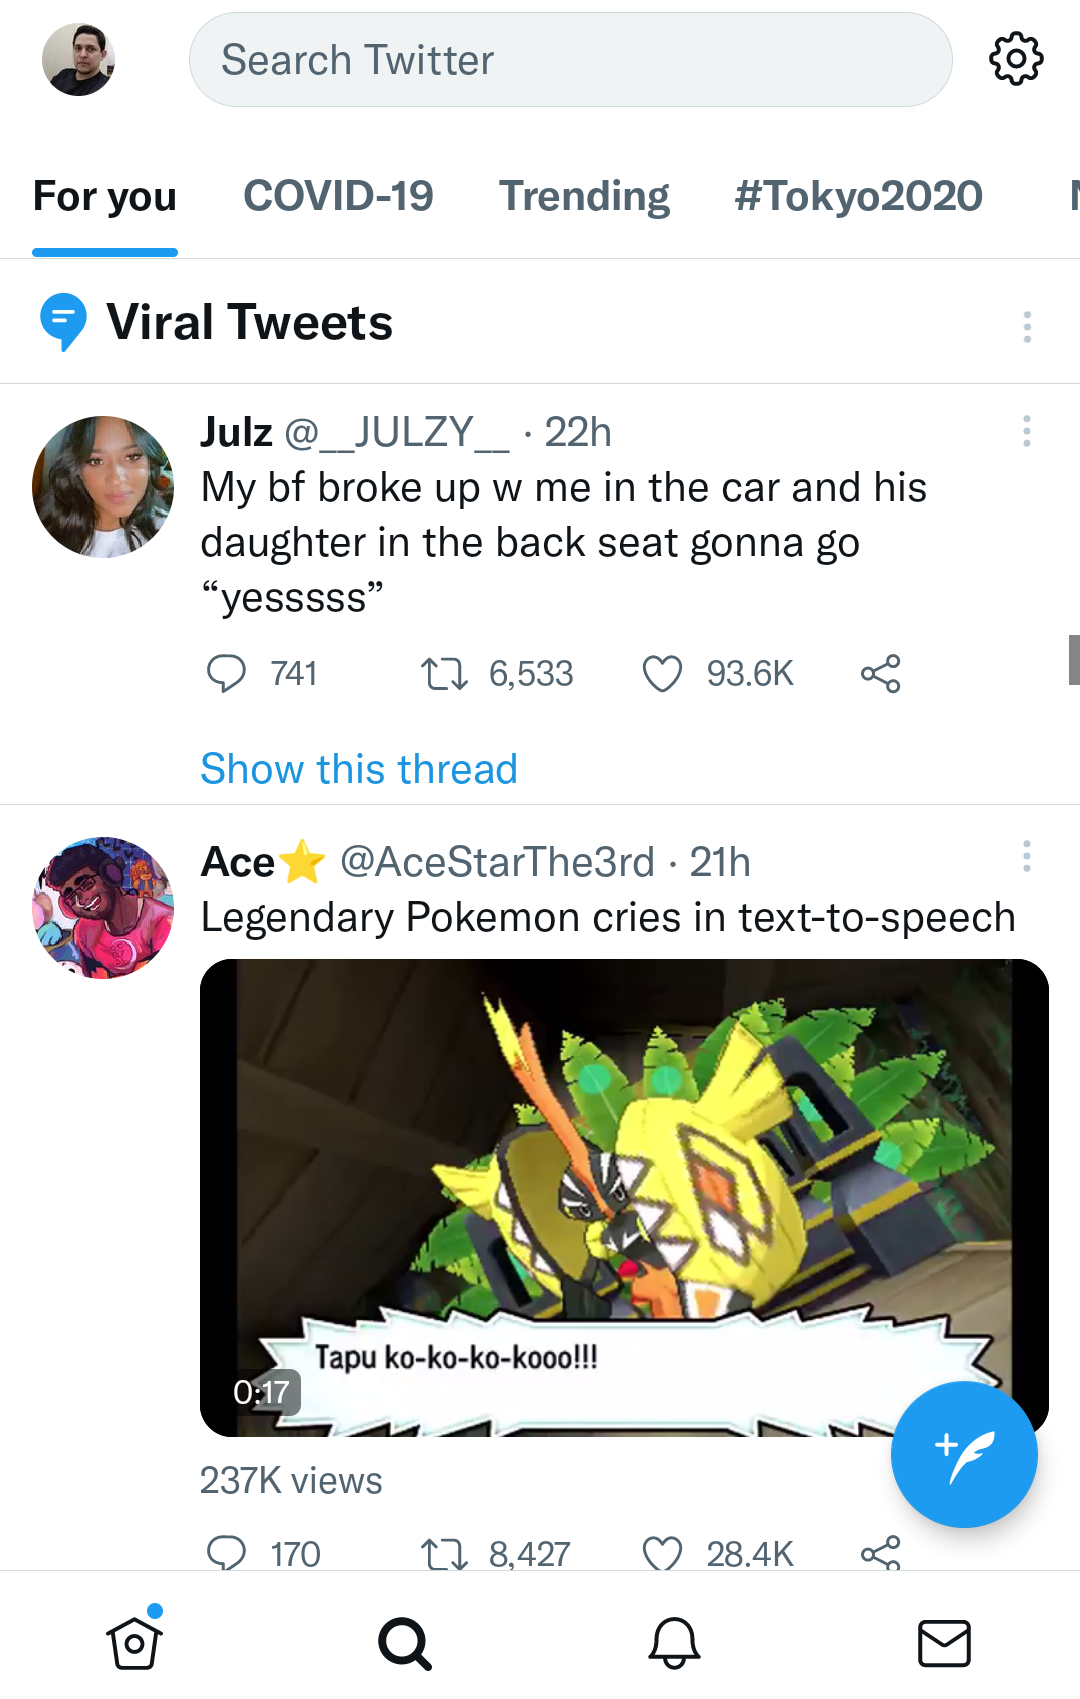 Search Twitter
For you COVID-19 Trending #Tokyo2020
Viral Tweets
Julz @__JULZY__ · 22h
My bf broke up w me in the car and his
daughter in the back seat gonna go
“yesssss”
741 6,533 93.6K
Show this thread
Ace⭐ @AceStarThe3rd · 21h
Legendary Pokemon cries in text-to-speech
Tapu ko-ko-ko-kooo!!!
0:17
237K views
170 8,427 28.4K